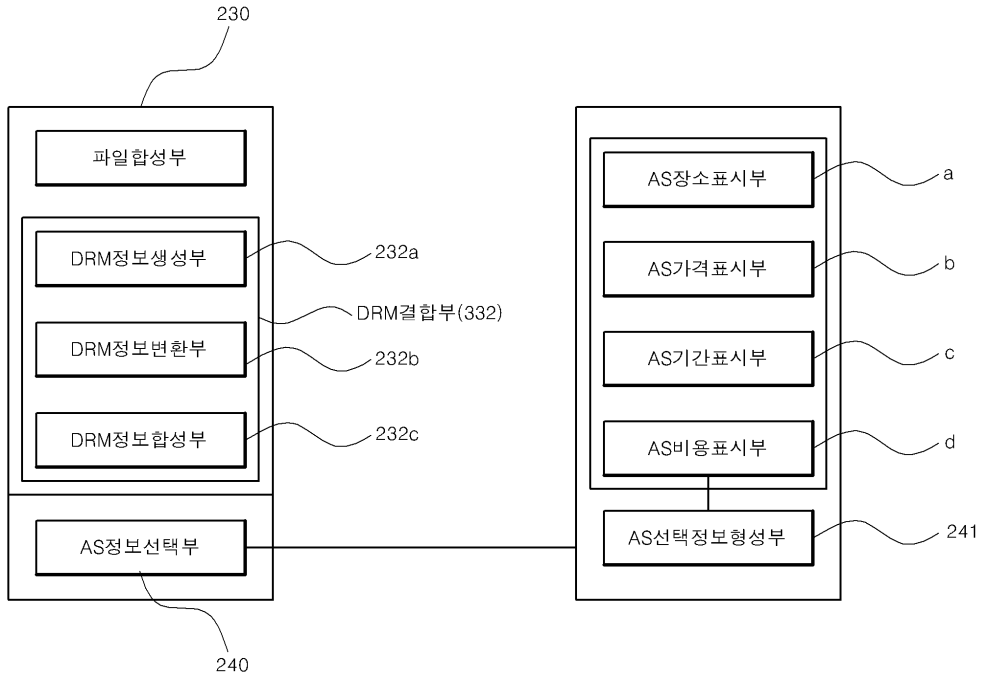 230
파일합성부
DRM정보생성부
232a
DRM결합부(332)
DRM정보변환부
232b
DRM정보합성부
232c
AS정보선택부
240
AS장소표시부
a
AS가격표시부
b
AS기간표시부
c
AS비용표시부
d
AS선택정보형성부
241